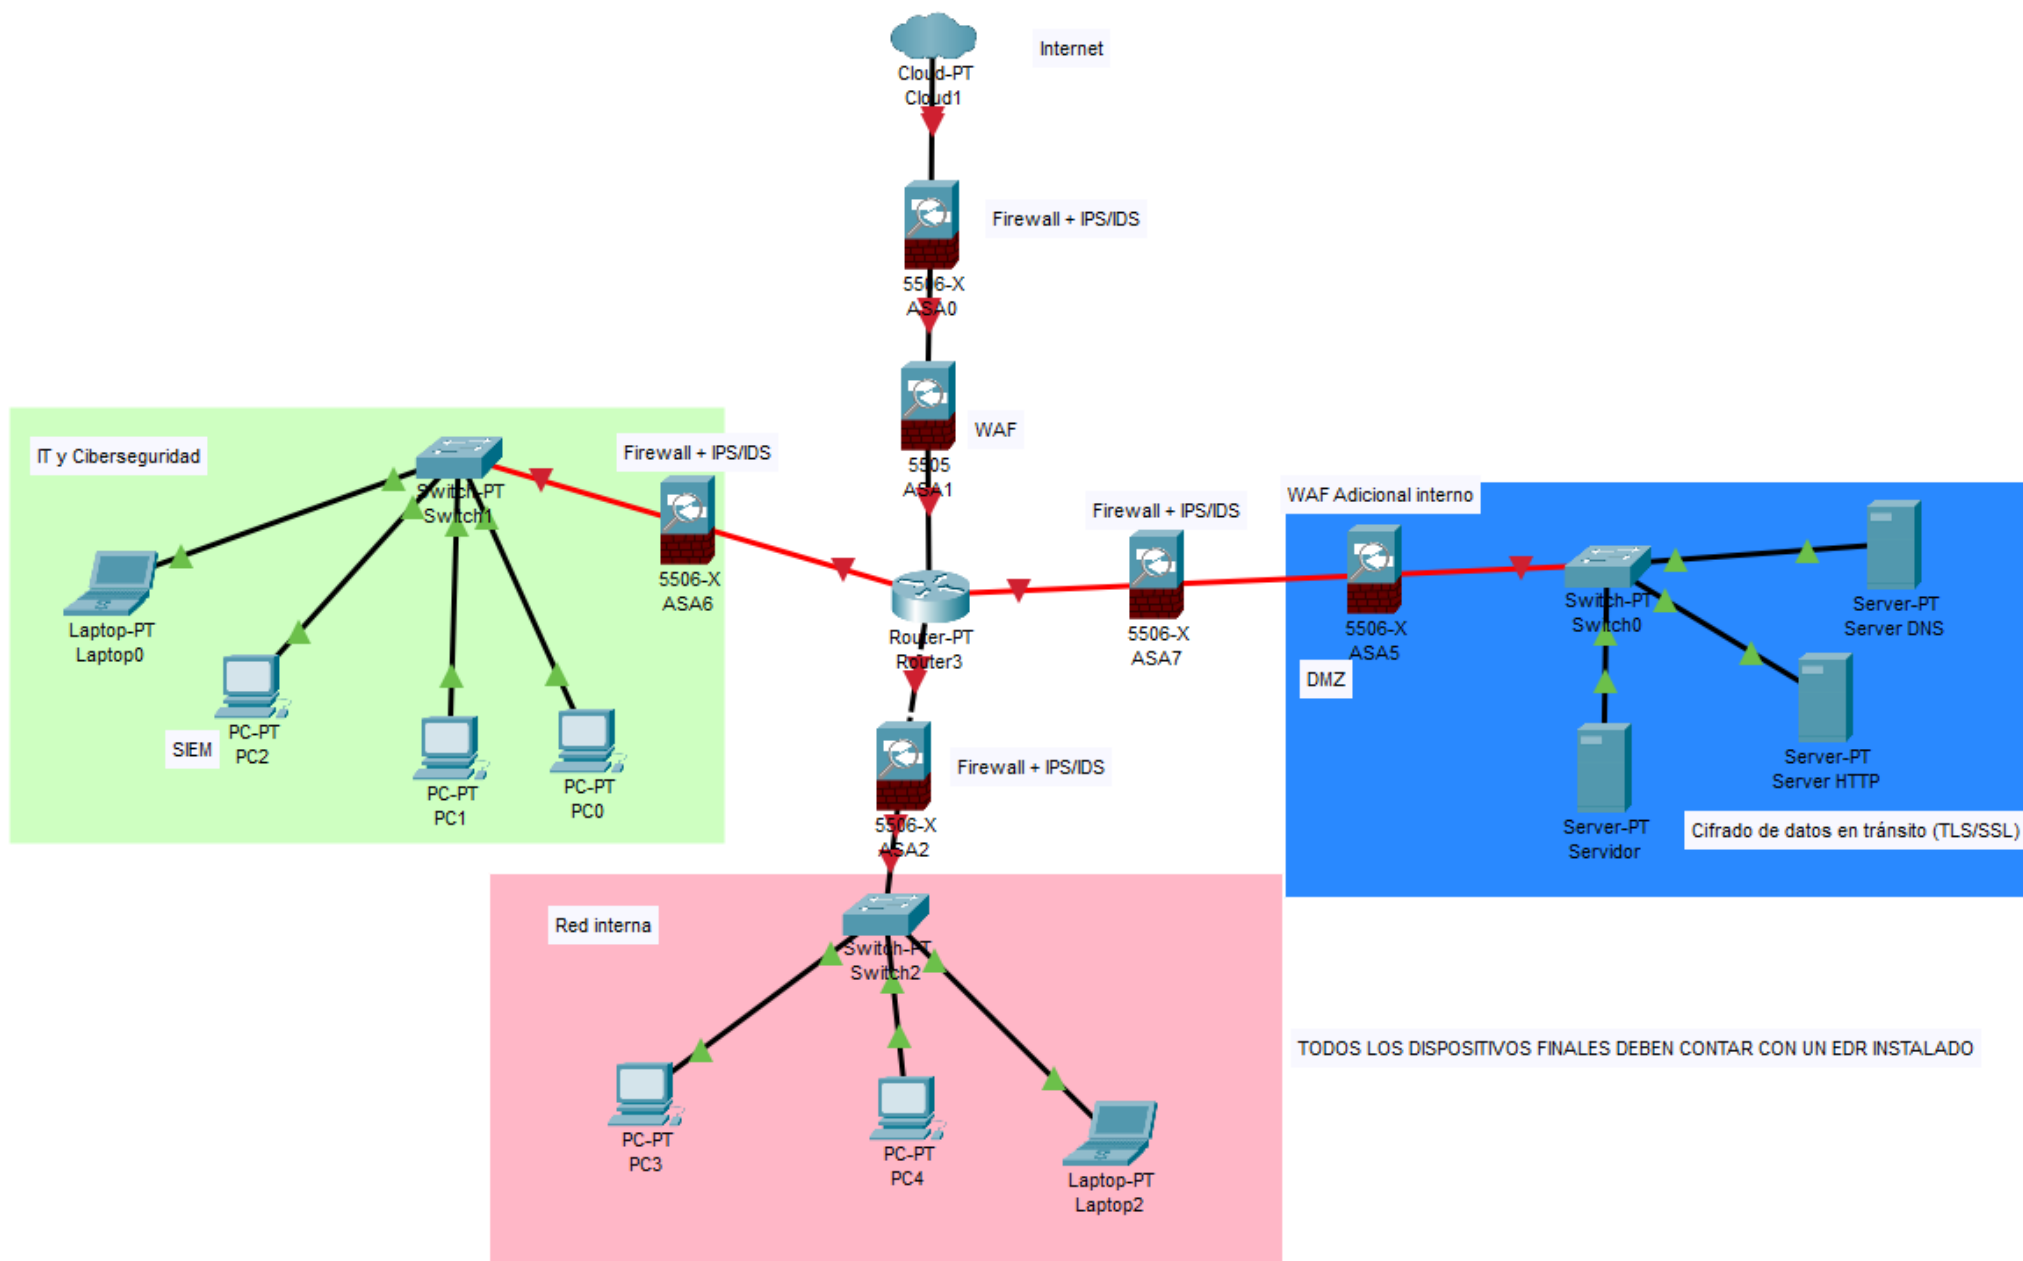 Internet
Cloud-PT
Cloud1
Firewall + IPS/IDS
5506-X
ASA0
WAF
5505
ASA1
IT y Ciberseguridad
Switch-PT
Switch1
Firewall + IPS/IDS
5506-X
ASA6
Laptop-PT
Laptop0
SIEM
PC-PT
PC2
PC-PT
PC1
PC-PT
PC0
Router-PT
Router3
Firewall + IPS/IDS
5506-X
ASA7
WAF Adicional interno
5506-X
ASA5
DMZ
Switch-PT
Switch0
Server-PT
Server DNS
Server-PT
Server HTTP
Server-PT
Servidor
Cifrado de datos en tránsito (TLS/SSL)
Firewall + IPS/IDS
5506-X
ASA2
Red interna
Switch-PT
Switch2
PC-PT
PC3
PC-PT
PC4
Laptop-PT
Laptop2
TODOS LOS DISPOSITIVOS FINALES DEBEN CONTAR CON UN EDR INSTALADO